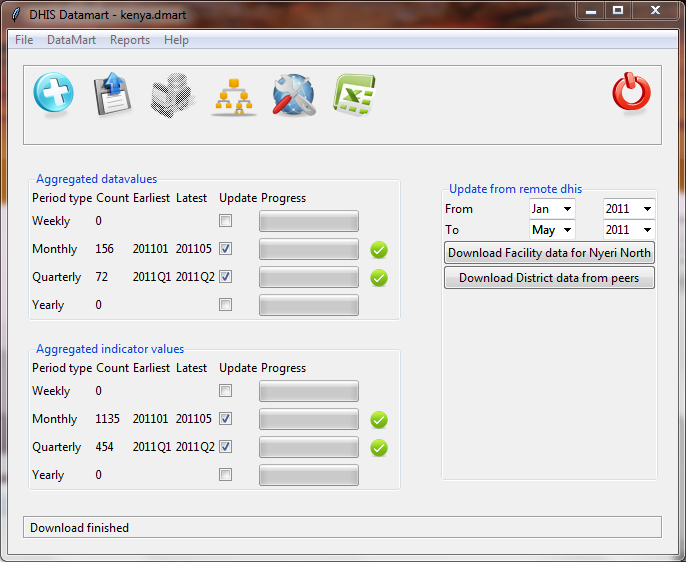 DHIS Datamart - kenya.dmart
File DataMart Reports Help
Aggregated datavalues
Period type Count Earliest Latest Update Progress
Weekly 0
Monthly 156 201101 201105
Quarterly 72 2011Q1 2011Q2
Yearly 0
Aggregated indicator values
Period type Count Earliest Latest Update Progress
Weekly 0
Monthly 1135 201101 201105
Quarterly 454 2011Q1 2011Q2
Yearly 0
Update from remote dhis
From Jan 2011
To May 2011
Download Facility data for Nyeri North
Download District data from peers
Download finished